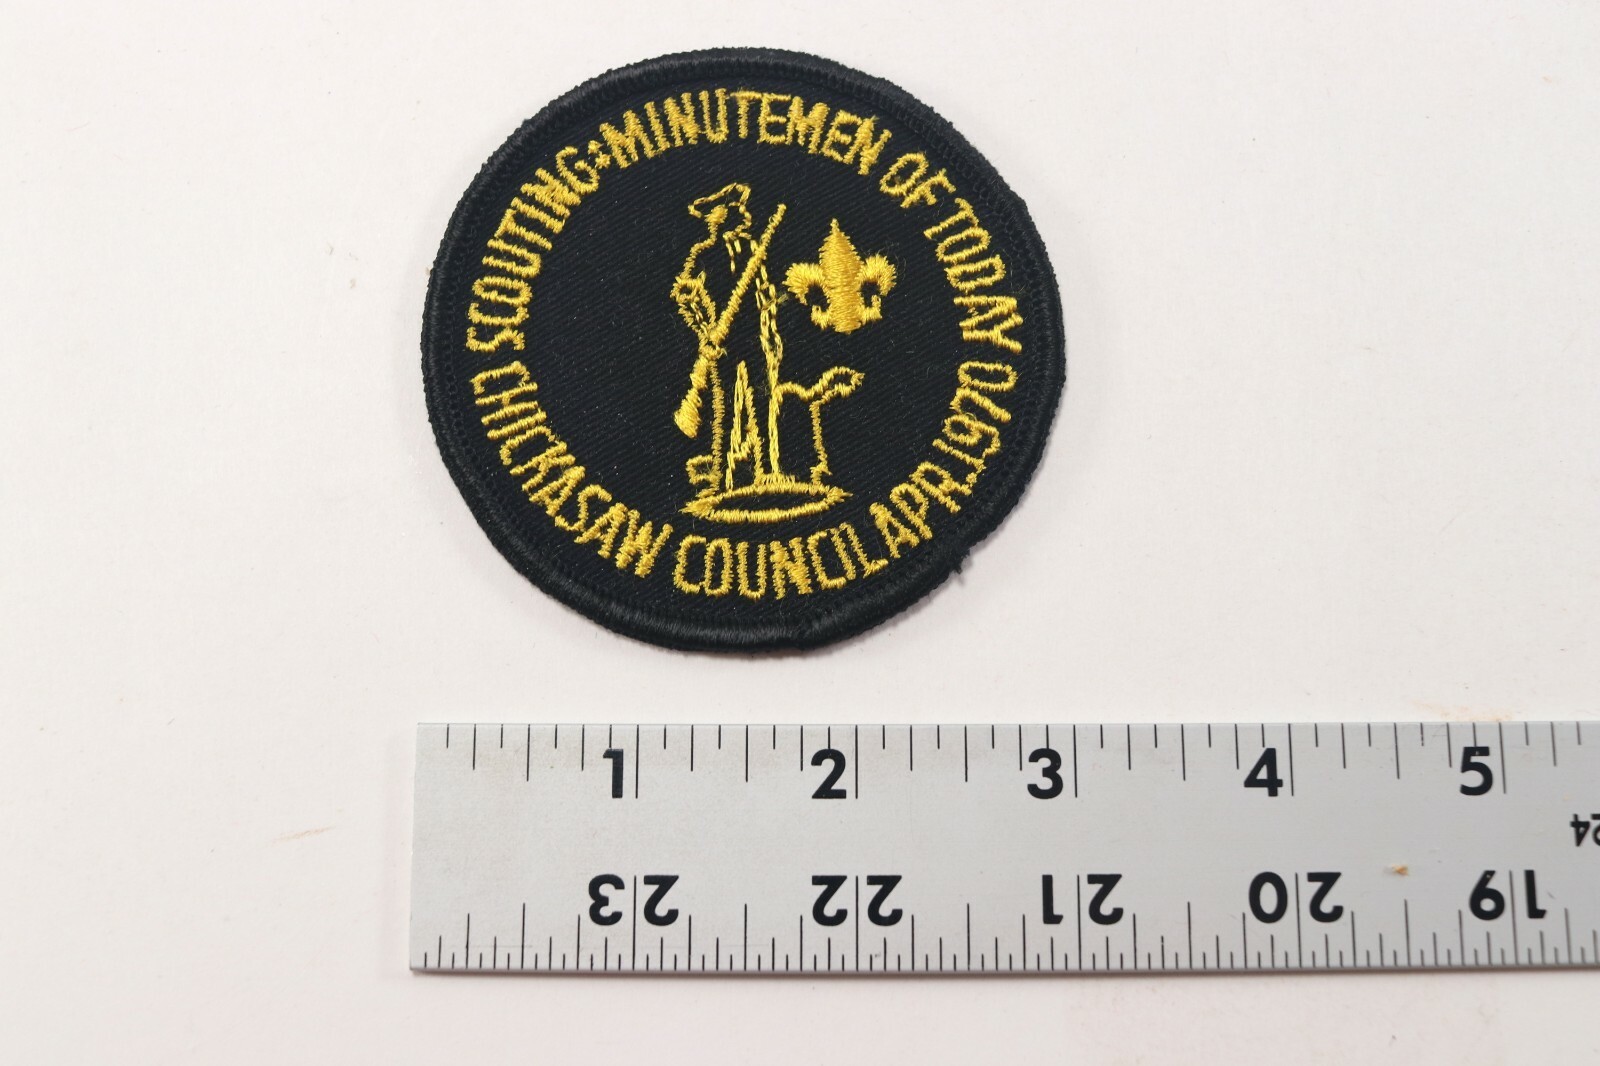 SCOUTING: MINUTEMEN OF TODAY
CHICKASAW COUNCIL APR. 1970
1 2 3 4 5
24
23 22 21 20 19